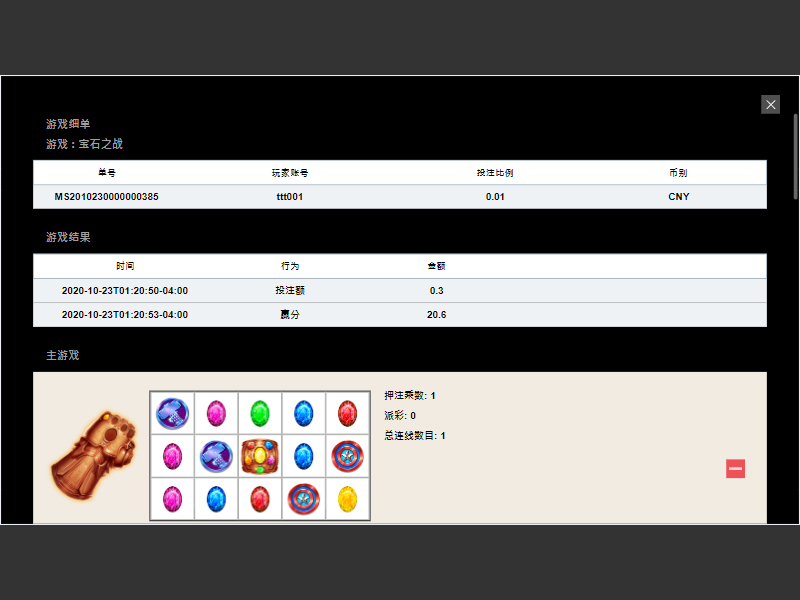 游戏细单
游戏：宝石之战
单号 玩家账号 投注比例 币别
MS2010230000000385 ttt001 0.01 CNY
游戏结果
时间 行为 金额
2020-10-23T01:20:50-04:00 投注额 0.3
2020-10-23T01:20:53-04:00 赢分 20.6
主游戏
押注乘数: 1
派彩: 0
总连线数目: 1